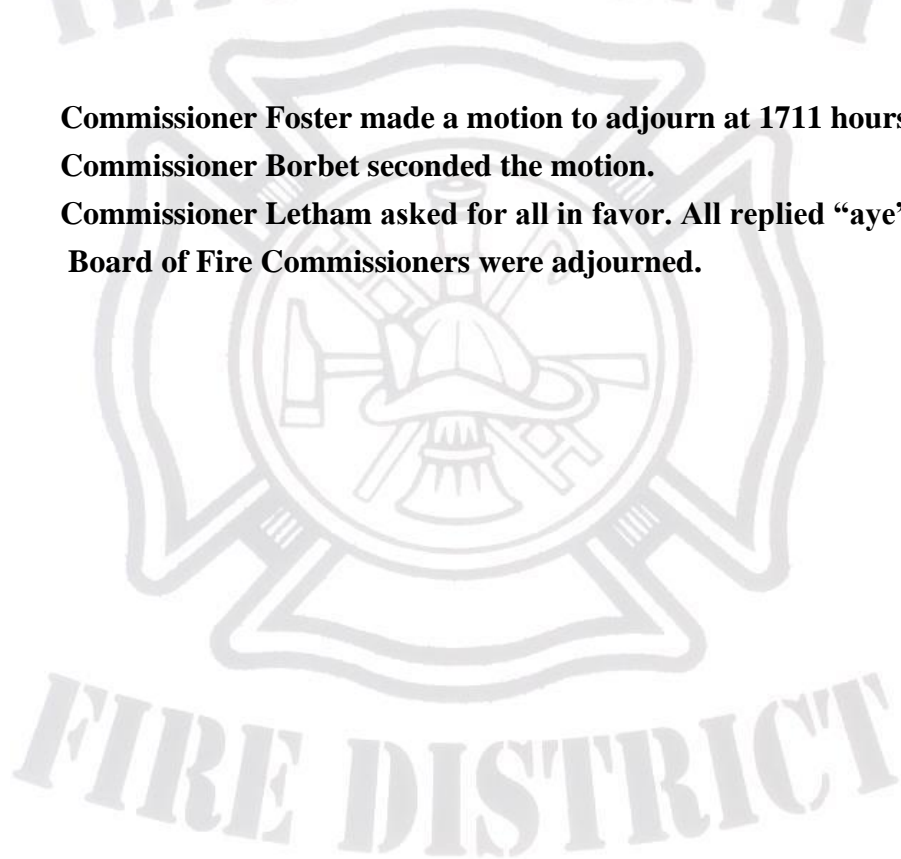 Commissioner Foster made a motion to adjourn at 1711 hours
Commissioner Borbet seconded the motion.
Commissioner Letham asked for all in favor. All replied “aye”
Board of Fire Commissioners were adjourned.
FIRE DISTRICT